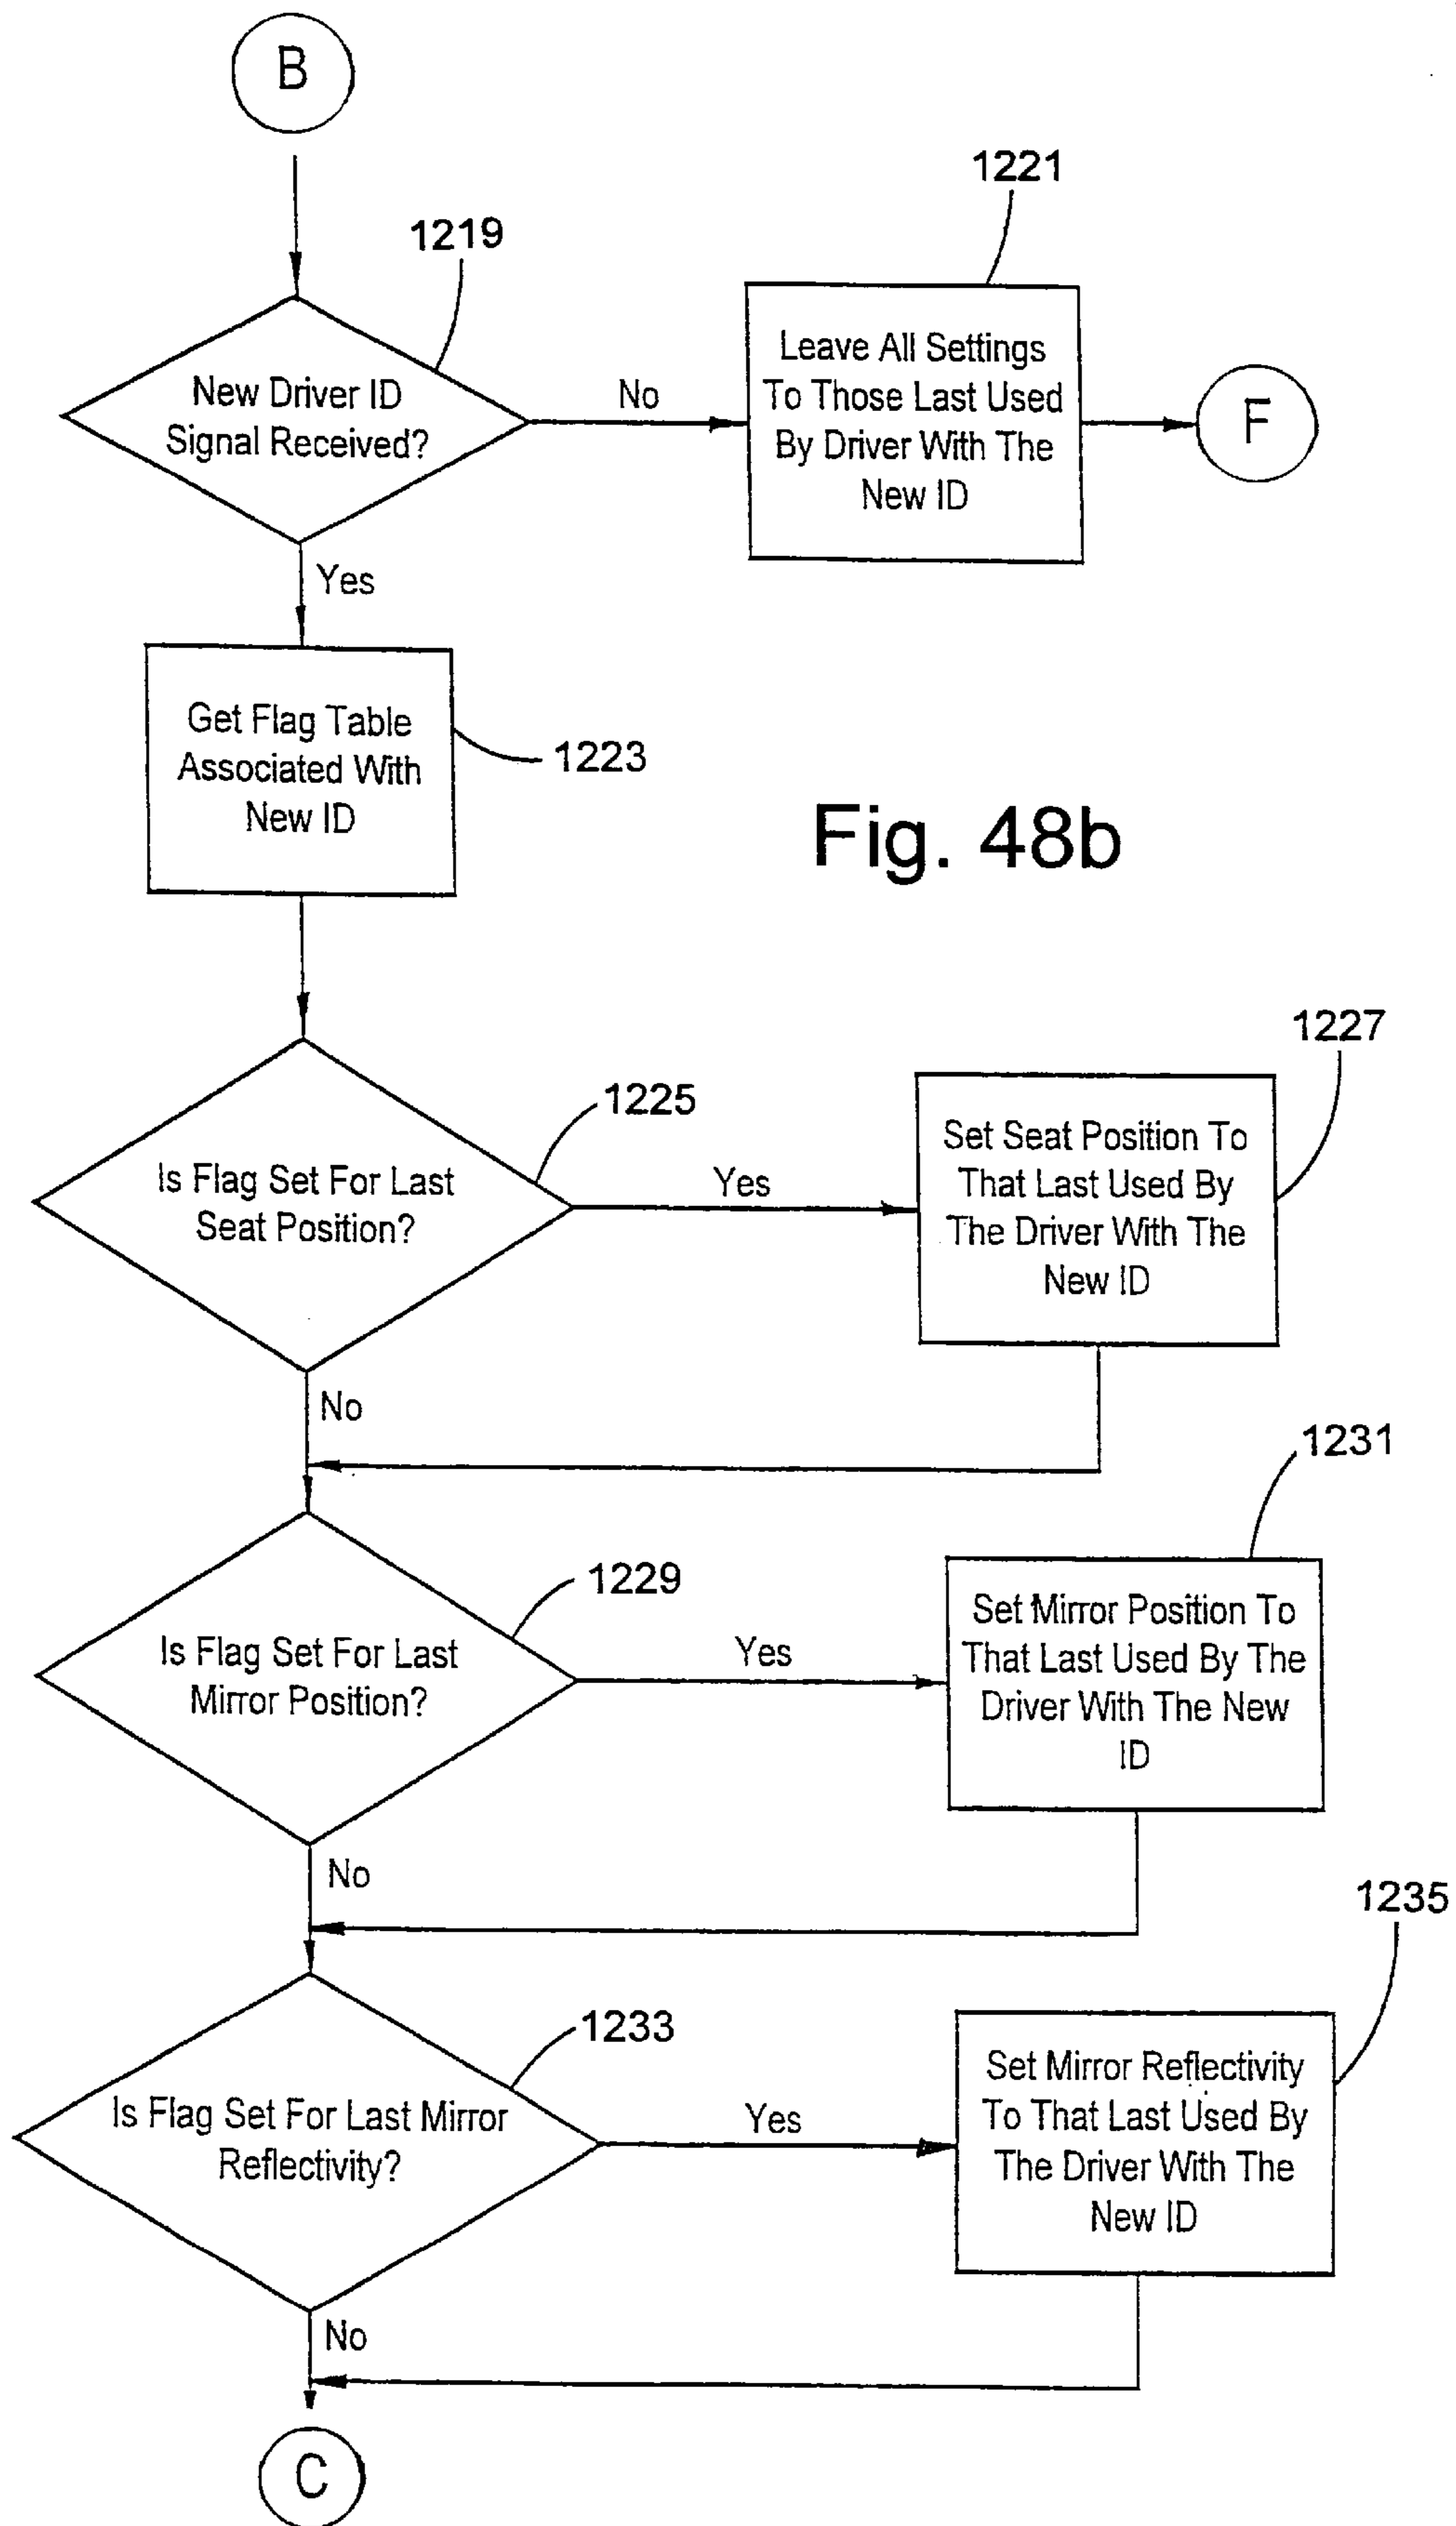 B
1221
1219
New Driver ID
Signal Received?
No
Leave All Settings
To Those Last Used
By Driver With The
New ID
F
Yes
Get Flag Table
Associated With
New ID
1223
Fig. 48b
1227
1225
Is Flag Set For Last
Seat Position?
Yes
Set Seat Position To
That Last Used By
The Driver With The
New ID
No
1231
1229
Is Flag Set For Last
Mirror Position?
Yes
Set Mirror Position To
That Last Used By The
Driver With The New
ID
No
1235
1233
Is Flag Set For Last Mirror
Reflectivity?
Yes
Set Mirror Reflectivity
To That Last Used By
The Driver With The
New ID
No
C